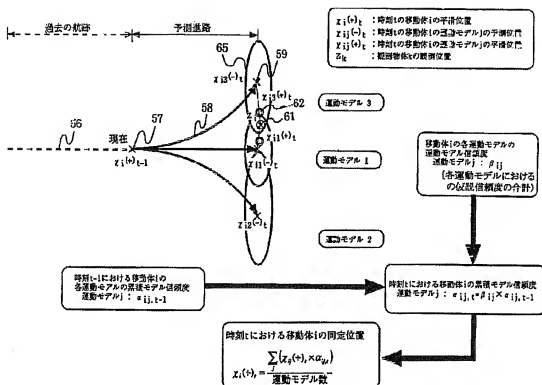 過去の航跡
予測進路
65
59
58
57
66
62
61
現在
χi(+)t-1
χi3(-)t
χi3(+)t
χi1(+)t
χi1(-)t
χi2(-)t
χi(+)t : 時刻tの移動体iの平滑位置
χij(-)t : 時刻tの移動体iの運動モデルjの予測位置
χij(+)t : 時刻tの移動体iの運動モデルjの平滑位置
Zk : 観測物体kの観測位置
運動モデル 3
運動モデル 1
運動モデル 2
移動体iの各運動モデルの
運動モデル信頼度
運動モデルj : βij
(各運動モデルにおける
の仮説信頼度の合計)
時刻t-1における移動体iの
各運動モデルの累積モデル信頼度
運動モデルj : αij,t-1
時刻tにおける移動体iの累積モデル信頼度
運動モデルj : αij,t=βij×αij,t-1
時刻tにおける移動体iの同定位置
χi(+)t = Σj(χij(+)t×αij,t) / 運動モデル数